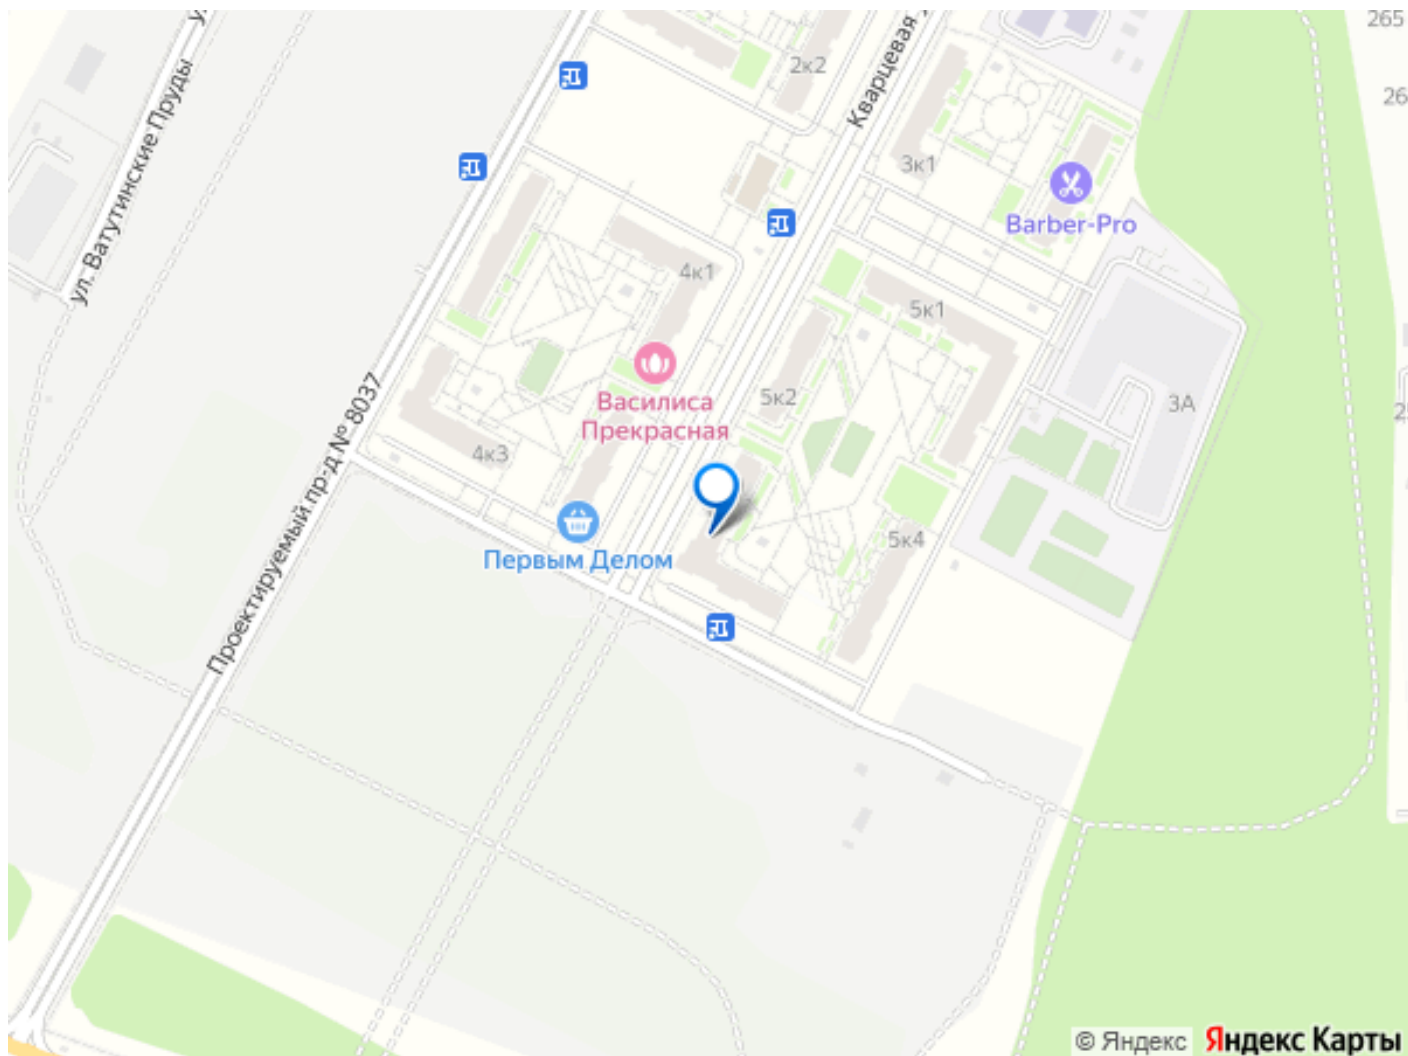 265
2к2
Кварцевая
26
ул. Ватутинские Пруды
3к1
Barber-Pro
4к1
5к1
Василиса
Прекрасная
5к2
3А
Проектируемый пр-д № 8037
4к3
Первым Делом
5к4
© Яндекс Яндекс Карты